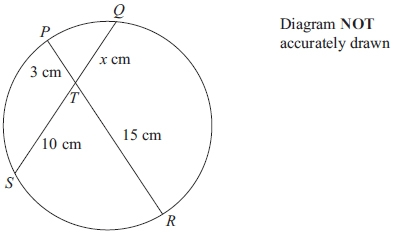 Q
P
Diagram NOT
accurately drawn
x cm
3 cm
T
15 cm
10 cm
S
R